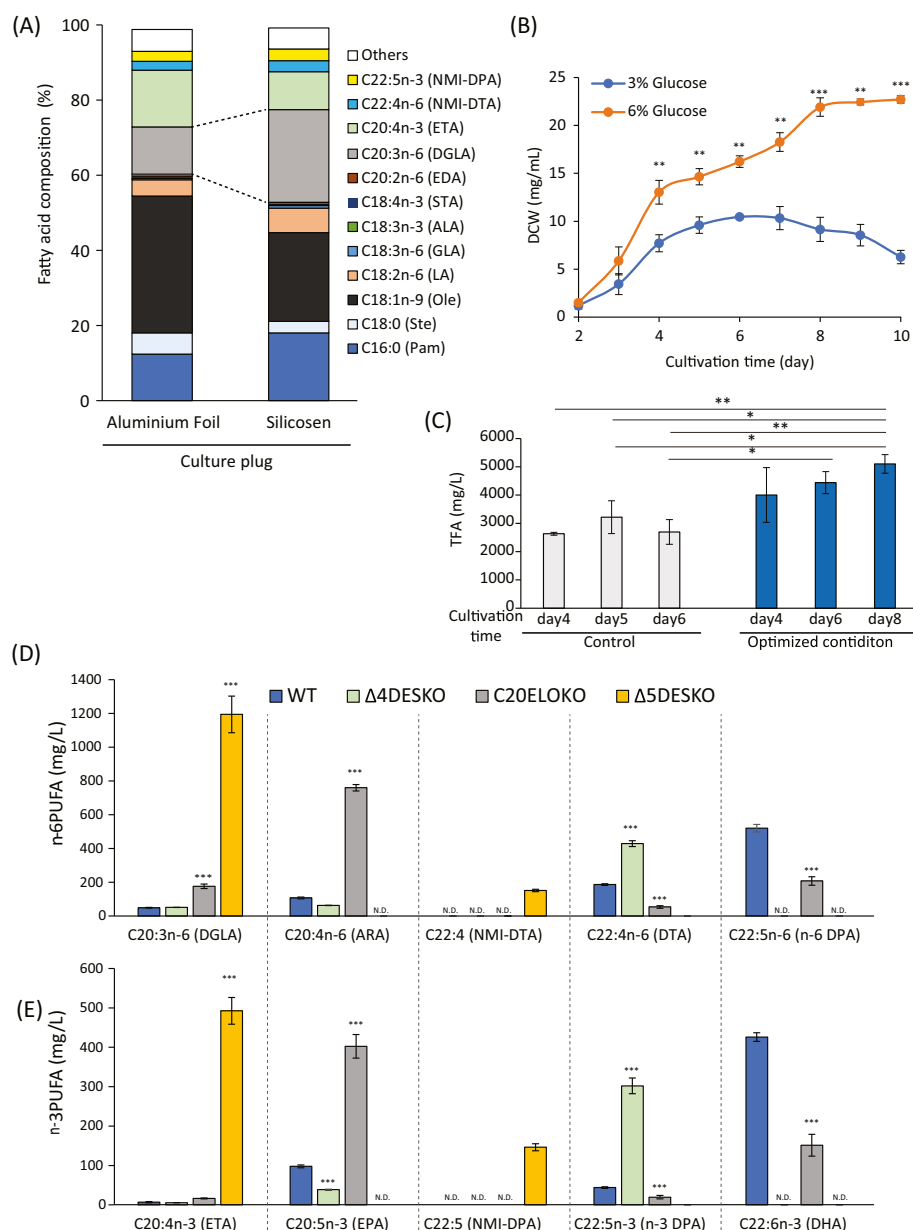 (A)
Fatty acid composition (%)
100
80
60
40
20
0
Others
C22:5n-3 (NMI-DPA)
C22:4n-6 (NMI-DTA)
C20:4n-3 (ETA)
C20:3n-6 (DGLA)
C20:2n-6 (EDA)
C18:4n-3 (STA)
C18:3n-3 (ALA)
C18:3n-6 (GLA)
C18:2n-6 (LA)
C18:1n-9 (Ole)
C18:0 (Ste)
C16:0 (Pam)
Aluminium Foil Silicosen
Culture plug
(B)
DCW (mg/mL)
25
20
15
10
5
0
3% Glucose
6% Glucose
** ** ** ** *** ** ***
2 4 6 8 10
Cultivation time (day)
(C)
TFA (mg/L)
6000
5000
4000
3000
2000
1000
0
**
*
**
*
*
Cultivation time
day4 day5 day6 day4 day6 day8
Control Optimized contiditon
(D)
n-6PUFA (mg/L)
1400
1200
1000
800
600
400
200
0
WT Δ4DESKO C20ELOKO Δ5DESKO
*** ***
*** N.D.
N.D. N.D. N.D.
*** ***
N.D. *** N.D.
C20:3n-6 (DGLA) C20:4n-6 (ARA) C22:4 (NMI-DTA) C22:4n-6 (DTA) C22:5n-6 (n-6 DPA)
(E)
n-3PUFA (mg/L)
600
500
400
300
200
100
0
***
*** *** N.D.
N.D. N.D. N.D.
*** ***
N.D. *** N.D.
C20:4n-3 (ETA) C20:5n-3 (EPA) C22:5 (NMI-DPA) C22:5n-3 (n-3 DPA) C22:6n-3 (DHA)